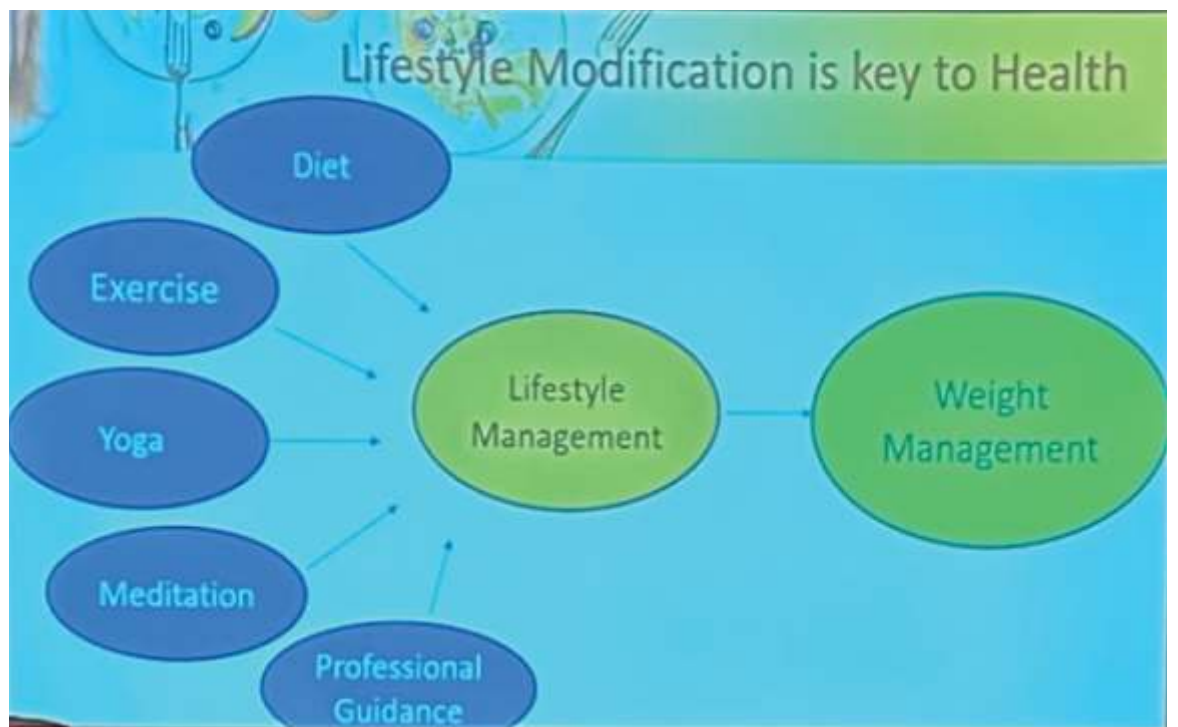 Lifestyle Modification is key to Health
Diet
Exercise
Yoga
Meditation
Professional
Guidance
Lifestyle
Management
Weight
Management